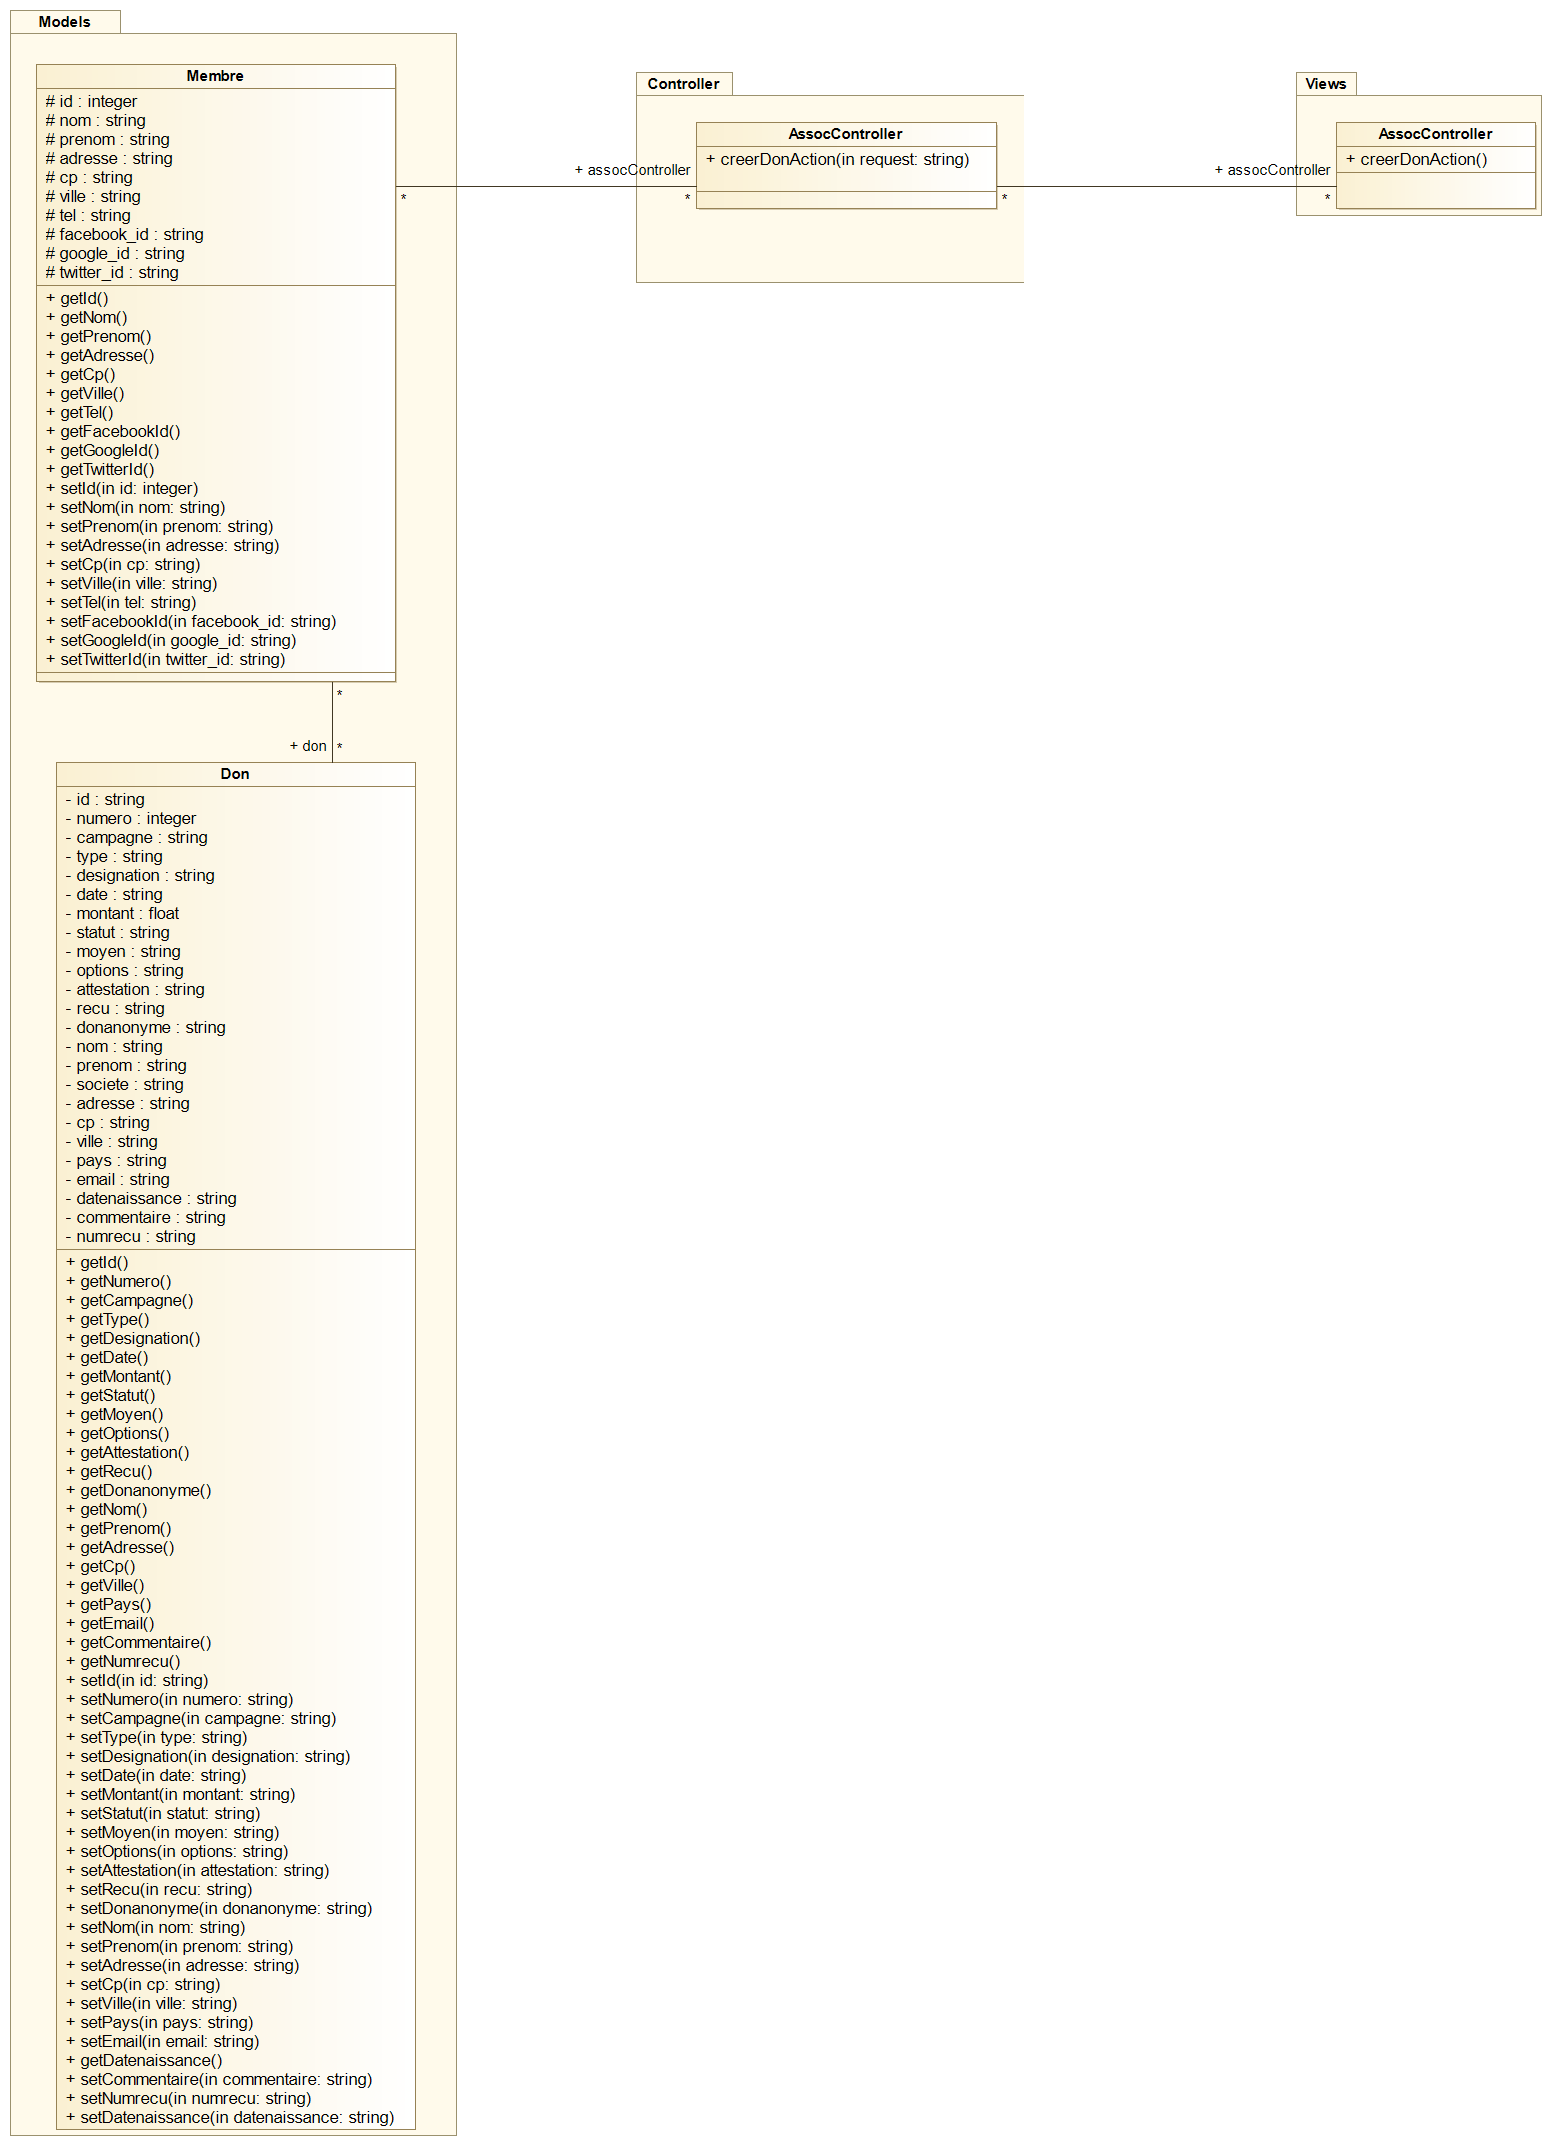 Models
Membre
# id : integer
# nom : string
# prenom : string
# adresse : string
# cp : string
# ville : string
# tel : string
# facebook_id : string
# google_id : string
# twitter_id : string
+ getId()
+ getNom()
+ getPrenom()
+ getAdresse()
+ getCp()
+ getVille()
+ getTel()
+ getFacebookId()
+ getGoogleId()
+ getTwitterId()
+ setId(in id: integer)
+ setNom(in nom: string)
+ setPrenom(in prenom: string)
+ setAdresse(in adresse: string)
+ setCp(in cp: string)
+ setVille(in ville: string)
+ setTel(in tel: string)
+ setFacebookId(in facebook_id: string)
+ setGoogleId(in google_id: string)
+ setTwitterId(in twitter_id: string)
*
+ don *
Don
- id : string
- numero : integer
- campagne : string
- type : string
- designation : string
- date : string
- montant : float
- statut : string
- moyen : string
- options : string
- attestation : string
- recu : string
- donanonyme : string
- nom : string
- prenom : string
- societe : string
- adresse : string
- cp : string
- ville : string
- pays : string
- email : string
- datenaissance : string
- commentaire : string
- numrecu : string
+ getId()
+ getNumero()
+ getCampagne()
+ getType()
+ getDesignation()
+ getDate()
+ getMontant()
+ getStatut()
+ getMoyen()
+ getOptions()
+ getAttestation()
+ getRecu()
+ getDonanonyme()
+ getNom()
+ getPrenom()
+ getAdresse()
+ getCp()
+ getVille()
+ getPays()
+ getEmail()
+ getCommentaire()
+ getNumrecu()
+ setId(in id: string)
+ setNumero(in numero: string)
+ setCampagne(in campagne: string)
+ setType(in type: string)
+ setDesignation(in designation: string)
+ setDate(in date: string)
+ setMontant(in montant: string)
+ setStatut(in statut: string)
+ setMoyen(in moyen: string)
+ setOptions(in options: string)
+ setAttestation(in attestation: string)
+ setRecu(in recu: string)
+ setDonanonyme(in donanonyme: string)
+ setNom(in nom: string)
+ setPrenom(in prenom: string)
+ setAdresse(in adresse: string)
+ setCp(in cp: string)
+ setVille(in ville: string)
+ setPays(in pays: string)
+ setEmail(in email: string)
+ getDatenaissance()
+ setCommentaire(in commentaire: string)
+ setNumrecu(in numrecu: string)
+ setDatenaissance(in datenaissance: string)
Controller
AssocController
+ creerDonAction(in request: string)
+ assocController
* *
Views
AssocController
+ creerDonAction()
+ assocController
* *